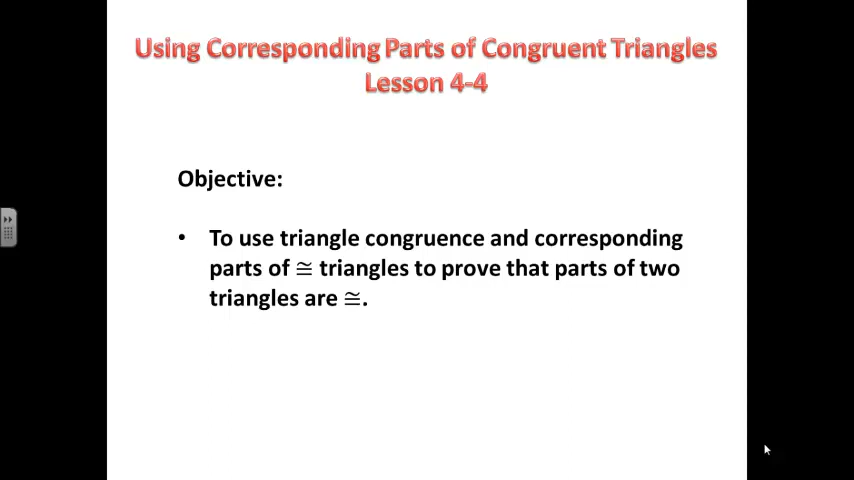 Using Corresponding Parts of Congruent Triangles
Lesson 4-4
Objective:
• To use triangle congruence and corresponding
parts of ≅ triangles to prove that parts of two
triangles are ≅.